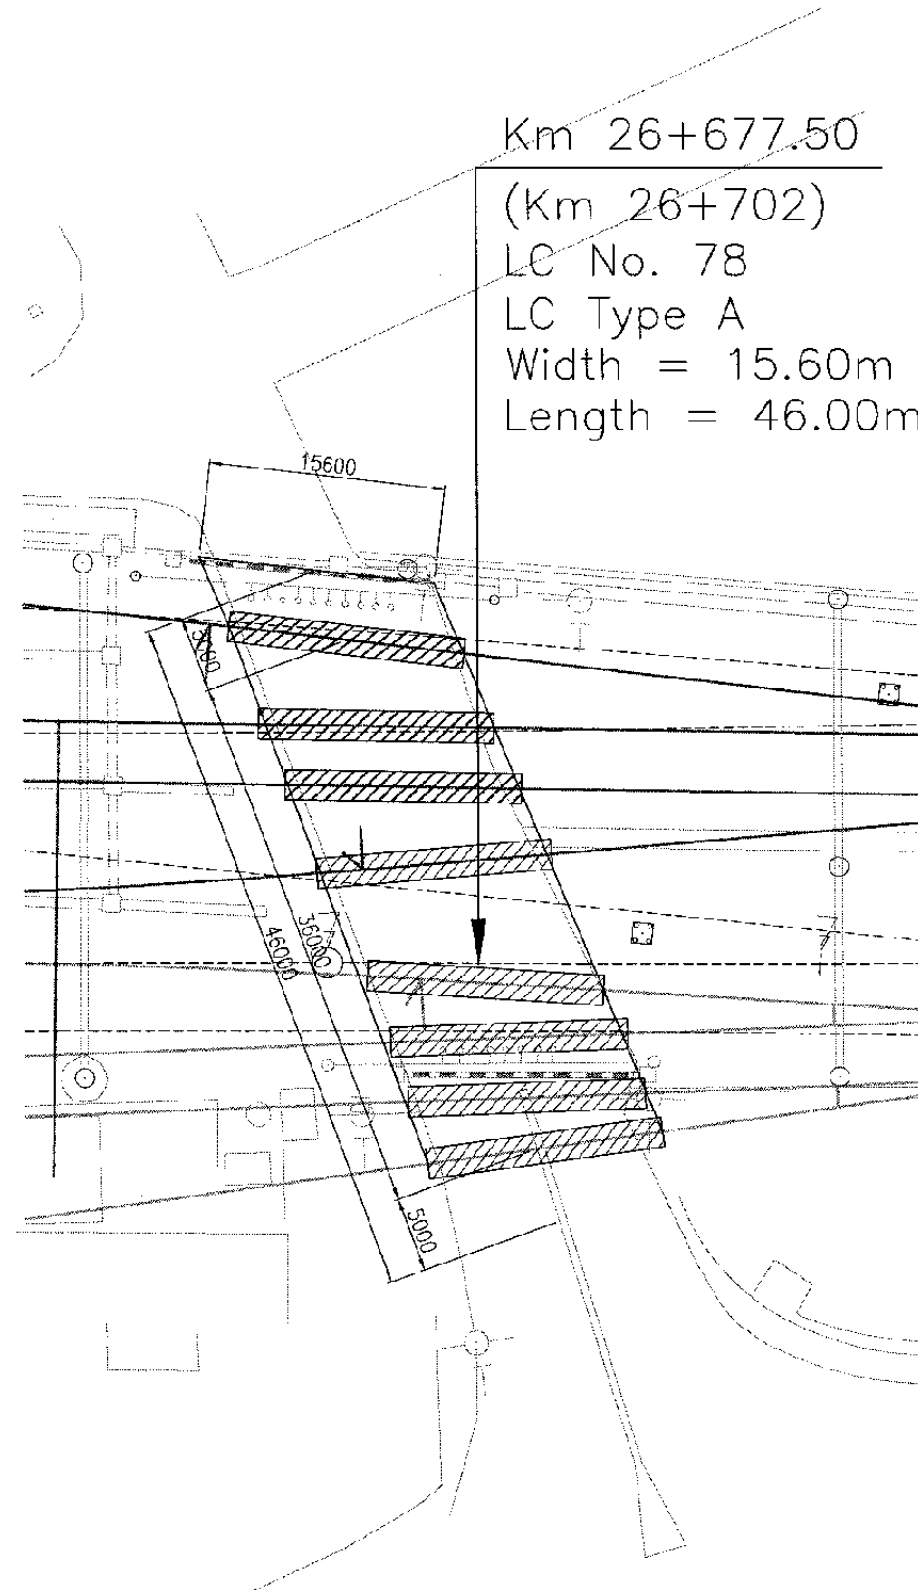 Km 26+677.50
(Km 26+702)
LC No. 78
LC Type A
Width = 15.60m
Length = 46.00m
15600
36000
46000
5000